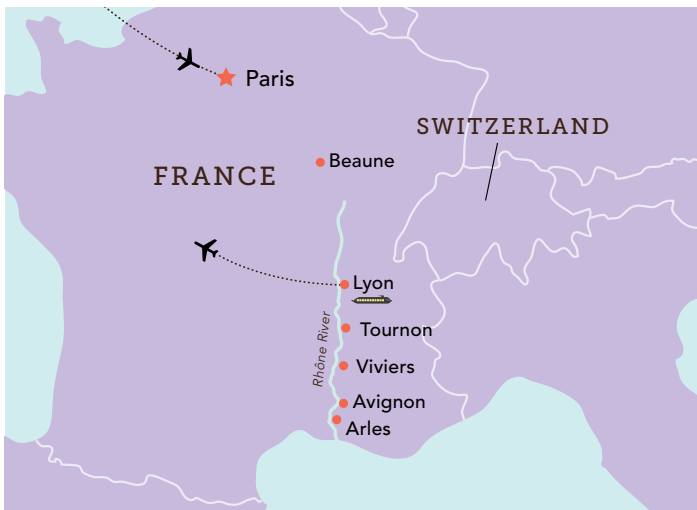 Paris
SWITZERLAND
Beaune
FRANCE
Lyon
Rhône River
Tournon
Viviers
Avignon
Arles